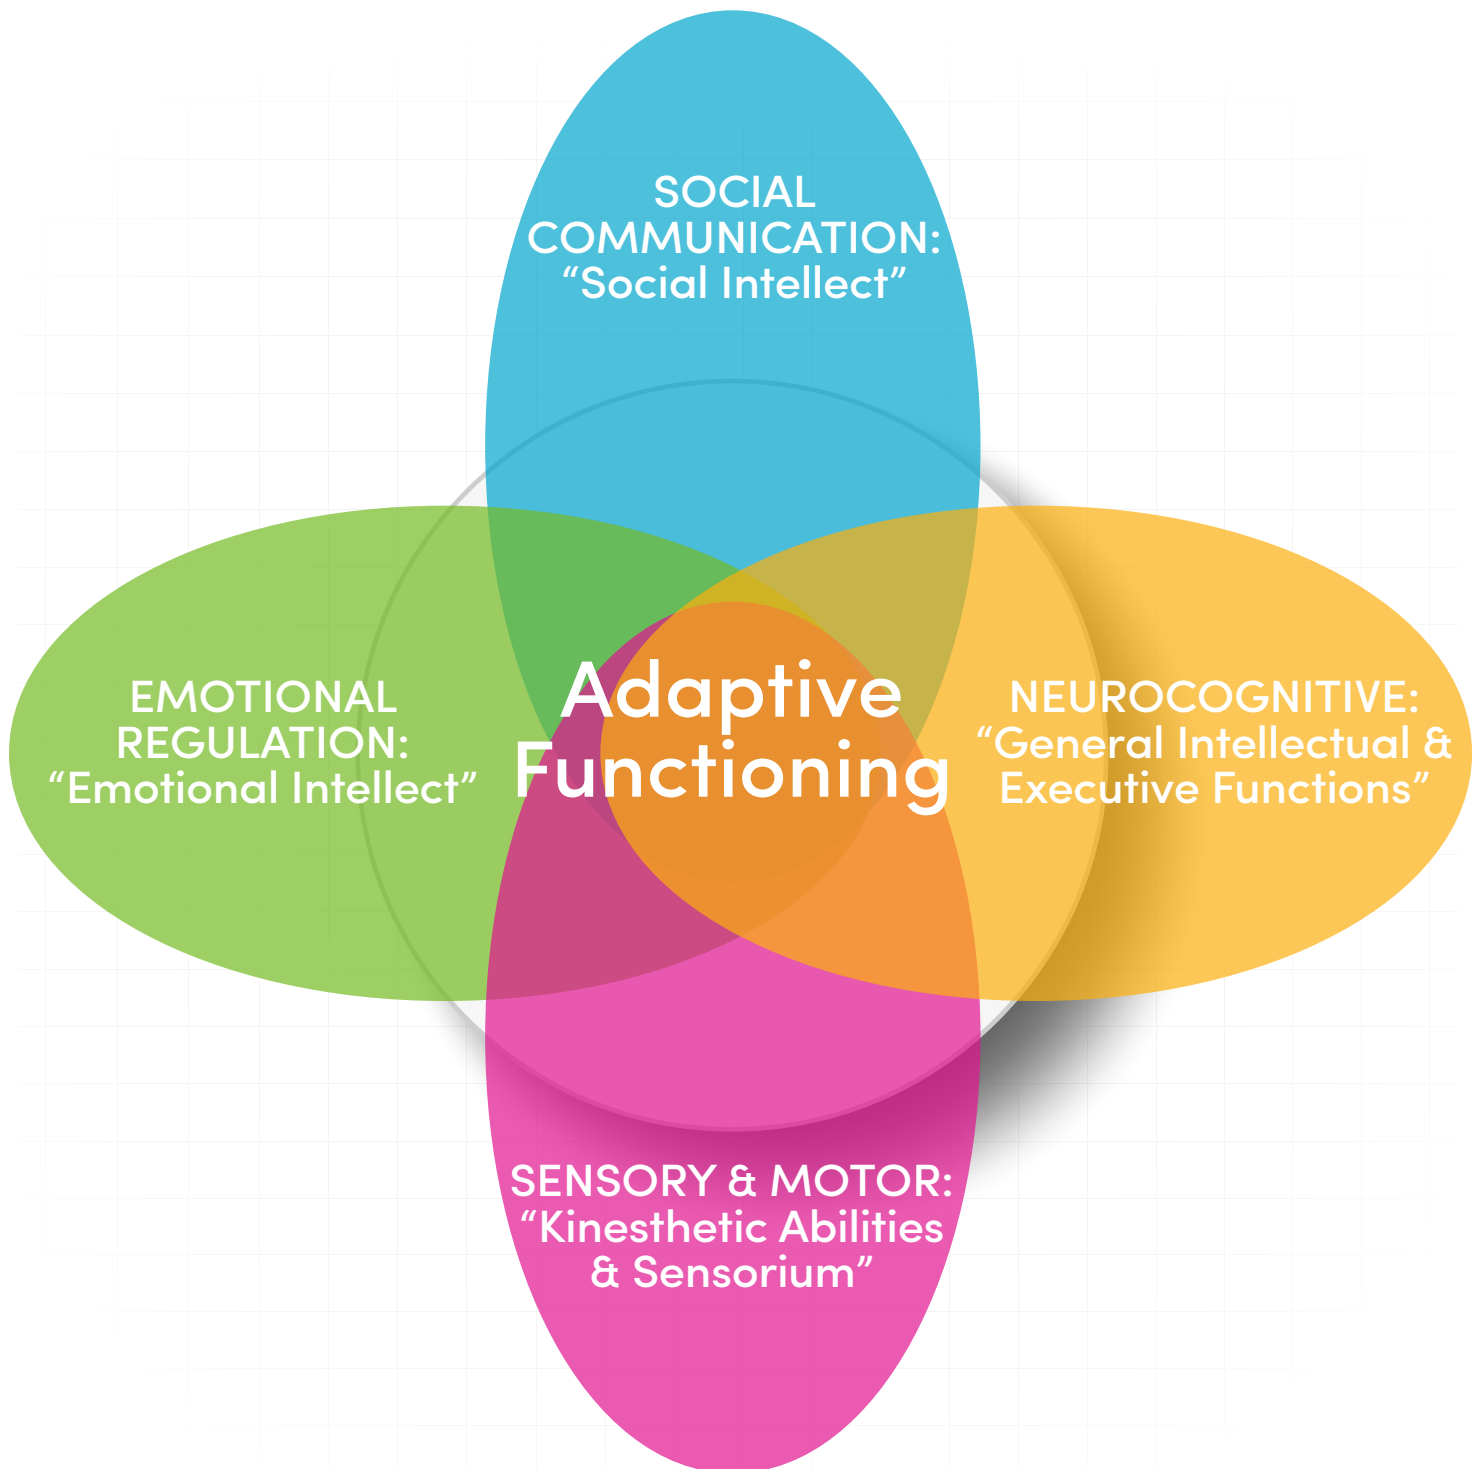 SOCIAL
COMMUNICATION:
“Social Intellect”
EMOTIONAL
REGULATION:
“Emotional Intellect”
Adaptive
Functioning
NEUROCOGNITIVE:
“General Intellectual &
Executive Functions”
SENSORY & MOTOR:
“Kinesthetic Abilities
& Sensorium”